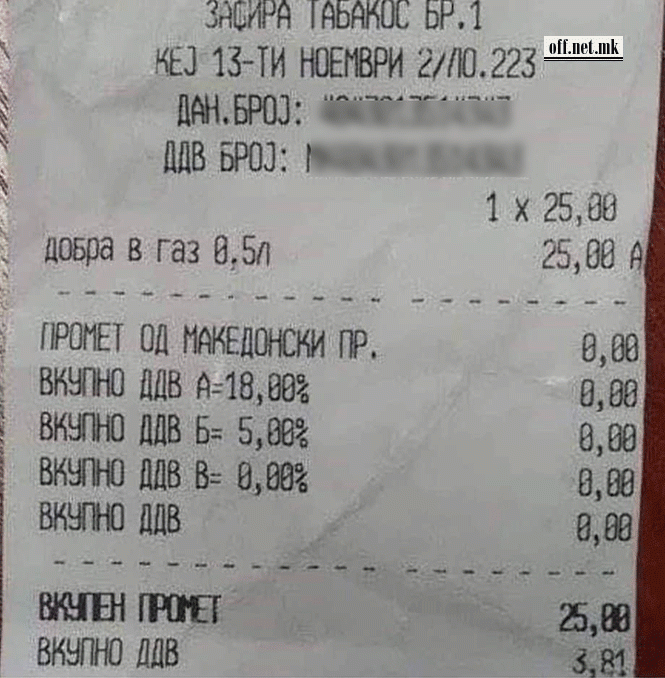 ЗАФИРА ТАБАКОС БР.1
off.net.mk
КЕЈ 13-ТИ НОЕМВРИ 2/ЛО.223
ДАН.БРОЈ:
ДДВ БРОЈ:
1 x 25,00
добра в газ 0,5л 25,00 А
ПРОМЕТ ОД МАКЕДОНСКИ ПР. 0,00
ВКУПНО ДДВ А=18,00% 0,00
ВКУПНО ДДВ Б= 5,00% 0,00
ВКУПНО ДДВ В= 0,00% 0,00
ВКУПНО ДДВ 0,00
ВКУПЕН ПРОМЕТ 25,00
ВКУПНО ДДВ 3,81